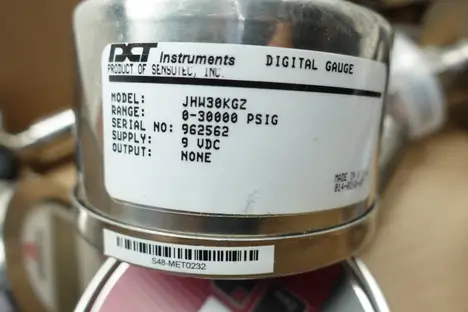 DCT Instruments DIGITAL GAUGE
PRODUCT OF SENSOTEC, INC.
MODEL: JHW30KGZ
RANGE: 0-30000 PSIG
SERIAL NO: 962562
SUPPLY: 9 VDC
OUTPUT: NONE
MADE IN
S48-MET0232